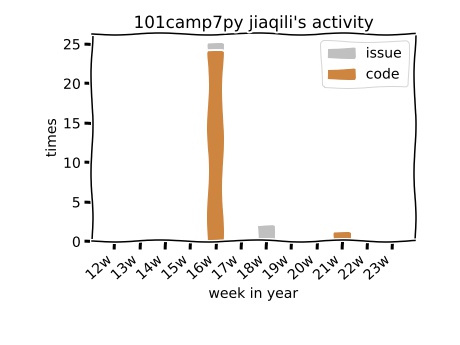 101camp7py jiaqili's activity
issue
code
25
20
15
10
5
0
times
12w 13w 14w 15w 16w 17w 18w 19w 20w 21w 22w 23w
week in year